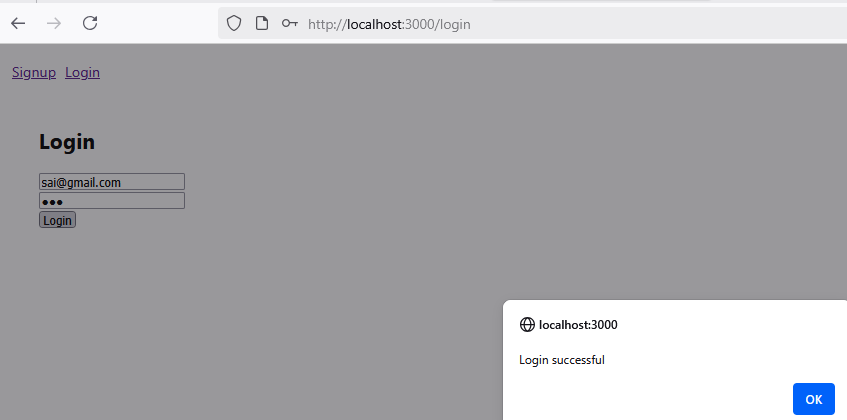 http://localhost:3000/login
Signup Login
Login
sai@gmail.com
●●●
Login
localhost:3000
Login successful
OK